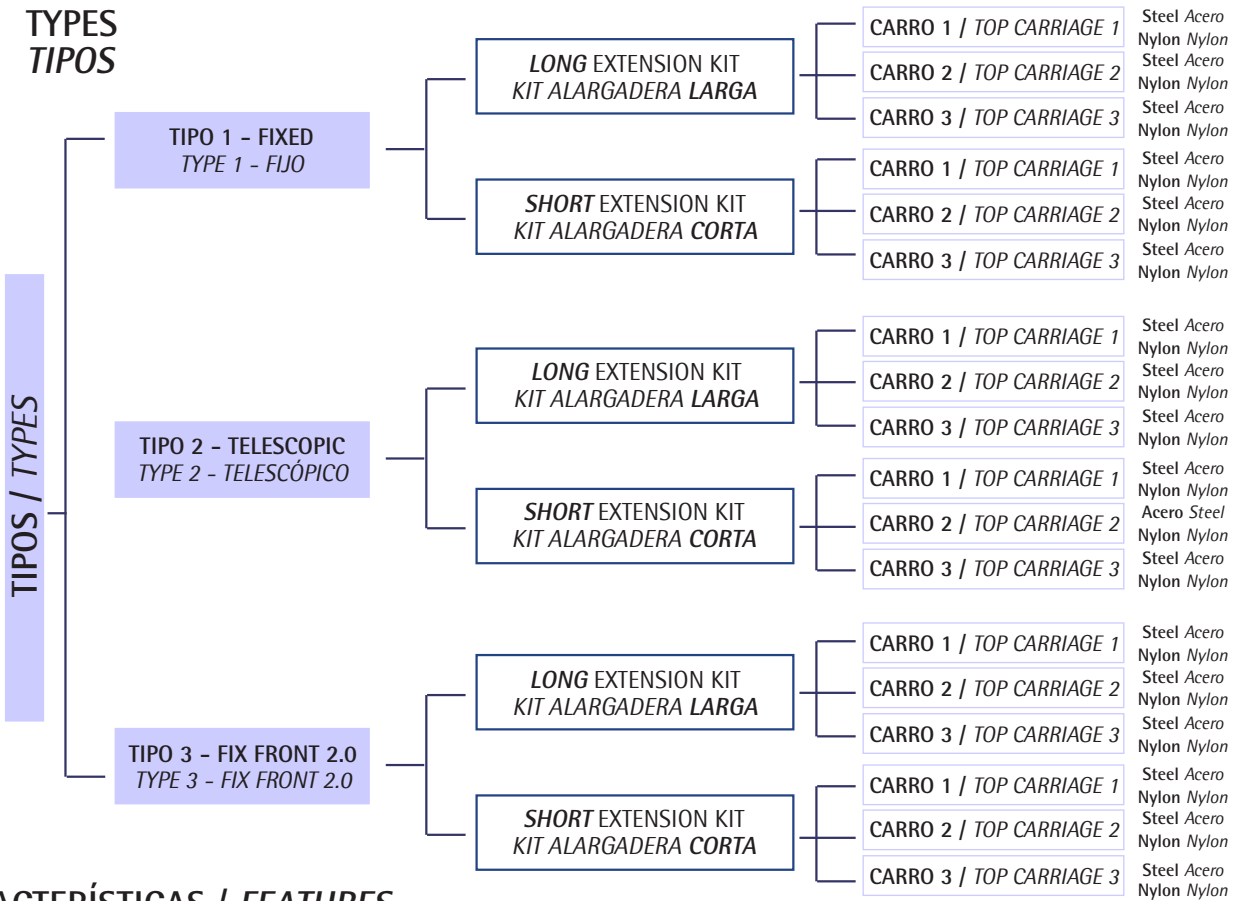 TYPES
TIPOS
TIPOS / TYPES
TIPO 1 - FIXED
TYPE 1 - FIJO
LONG EXTENSION KIT
KIT ALARGADERA LARGA
CARRO 1 / TOP CARRIAGE 1
Steel Acero
Nylon Nylon
CARRO 2 / TOP CARRIAGE 2
Steel Acero
Nylon Nylon
CARRO 3 / TOP CARRIAGE 3
Steel Acero
Nylon Nylon
SHORT EXTENSION KIT
KIT ALARGADERA CORTA
CARRO 1 / TOP CARRIAGE 1
Steel Acero
Nylon Nylon
CARRO 2 / TOP CARRIAGE 2
Steel Acero
Nylon Nylon
CARRO 3 / TOP CARRIAGE 3
Steel Acero
Nylon Nylon
TIPO 2 - TELESCOPIC
TYPE 2 - TELESCÓPICO
LONG EXTENSION KIT
KIT ALARGADERA LARGA
CARRO 1 / TOP CARRIAGE 1
Steel Acero
Nylon Nylon
CARRO 2 / TOP CARRIAGE 2
Steel Acero
Nylon Nylon
CARRO 3 / TOP CARRIAGE 3
Steel Acero
Nylon Nylon
SHORT EXTENSION KIT
KIT ALARGADERA CORTA
CARRO 1 / TOP CARRIAGE 1
Steel Acero
Nylon Nylon
CARRO 2 / TOP CARRIAGE 2
Acero Steel
Nylon Nylon
CARRO 3 / TOP CARRIAGE 3
Steel Acero
Nylon Nylon
TIPO 3 - FIX FRONT 2.0
TYPE 3 - FIX FRONT 2.0
LONG EXTENSION KIT
KIT ALARGADERA LARGA
CARRO 1 / TOP CARRIAGE 1
Steel Acero
Nylon Nylon
CARRO 2 / TOP CARRIAGE 2
Steel Acero
Nylon Nylon
CARRO 3 / TOP CARRIAGE 3
Steel Acero
Nylon Nylon
SHORT EXTENSION KIT
KIT ALARGADERA CORTA
CARRO 1 / TOP CARRIAGE 1
Steel Acero
Nylon Nylon
CARRO 2 / TOP CARRIAGE 2
Steel Acero
Nylon Nylon
CARRO 3 / TOP CARRIAGE 3
Steel Acero
Nylon Nylon
ACTERÍSTICAS / FEATURES